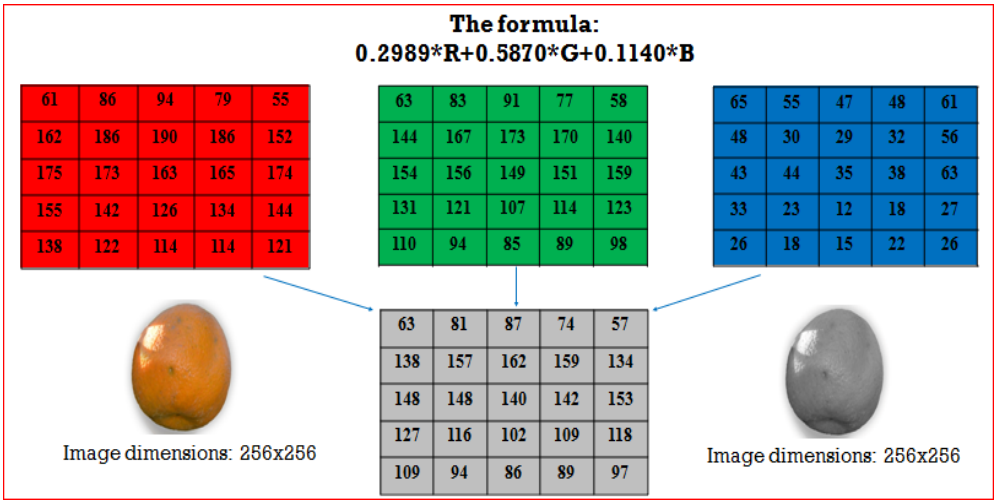 The formula:
0.2989*R+0.5870*G+0.1140*B
61 86 94 79 55
162 186 190 186 152
175 173 163 165 174
155 142 126 134 144
138 122 114 114 121
63 83 91 77 58
144 167 173 170 140
154 156 149 151 159
131 121 107 114 123
110 94 85 89 98
65 55 47 48 61
48 30 29 32 56
43 44 35 38 63
33 23 12 18 27
26 18 15 22 26
63 81 87 74 57
138 157 162 159 134
148 148 140 142 153
127 116 102 109 118
109 94 86 89 97
Image dimensions: 256x256
Image dimensions: 256x256